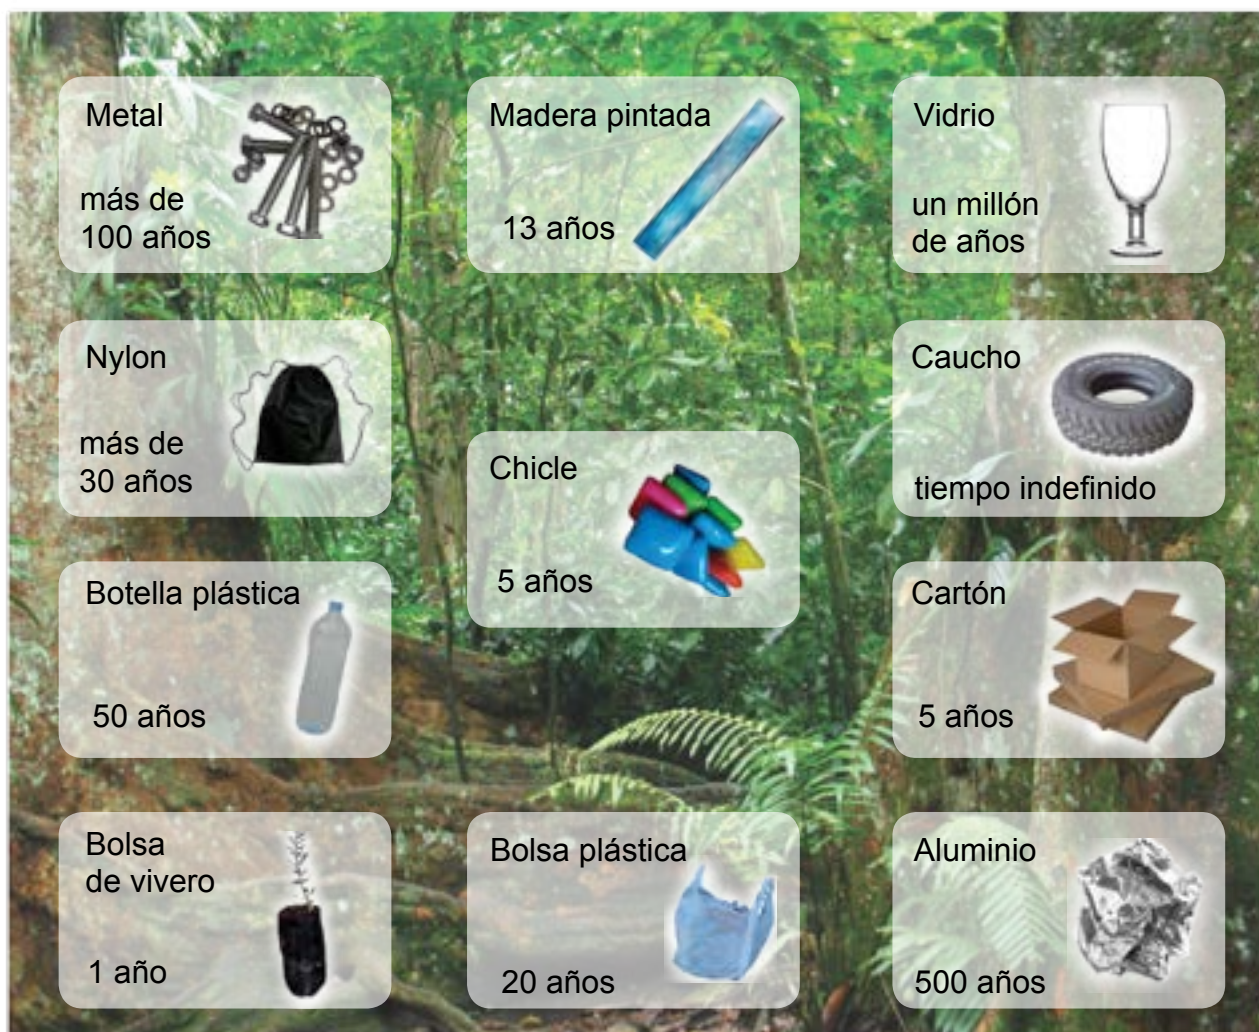 Metal
más de
100 años
Madera pintada
13 años
Vidrio
un millón
de años
Nylon
más de
30 años
Chicle
5 años
Caucho
tiempo indefinido
Botella plástica
50 años
Cartón
5 años
Bolsa
de vivero
1 año
Bolsa plástica
20 años
Aluminio
500 años